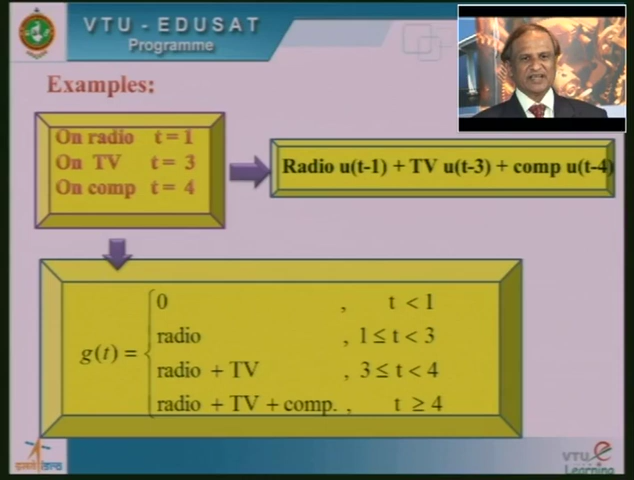 VTU - EDUSAT
Programme
Examples:
On radio t = 1
On TV t = 3
On comp t = 4
Radio u(t-1) + TV u(t-3) + comp u(t-4)
g(t) =
0 , t < 1
radio , 1 ≤ t < 3
radio + TV , 3 ≤ t < 4
radio + TV + comp. , t ≥ 4
VTU e
Learning